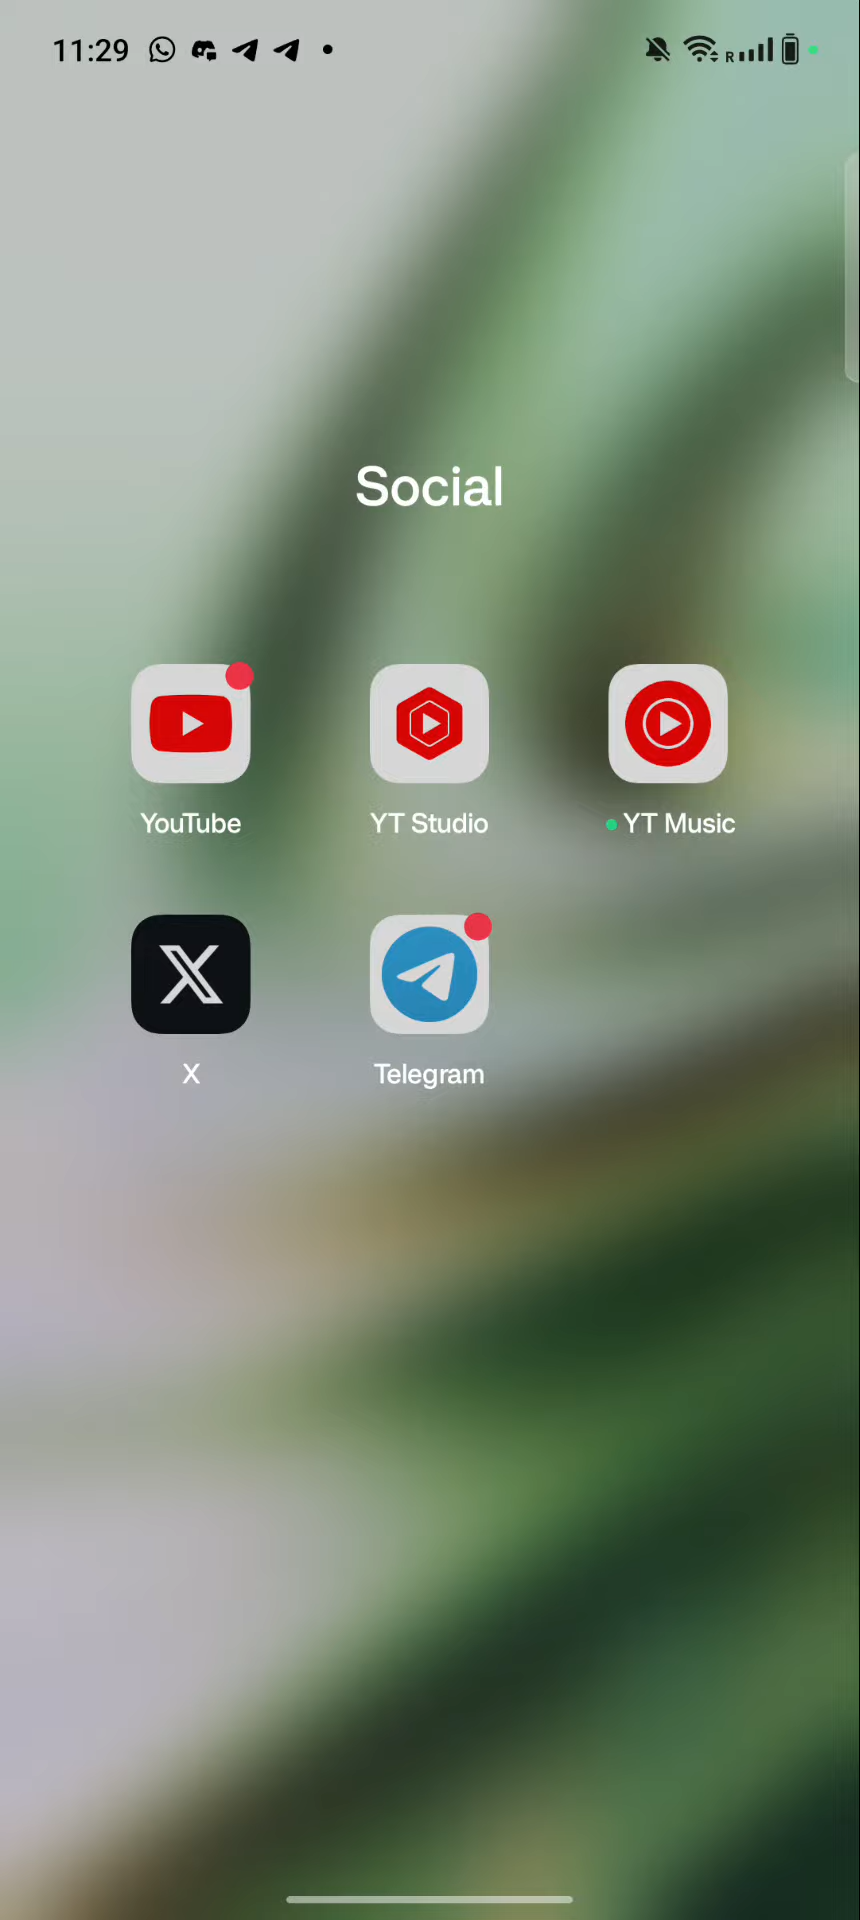 11:29
R
Social
YouTube
YT Studio
YT Music
X
Telegram